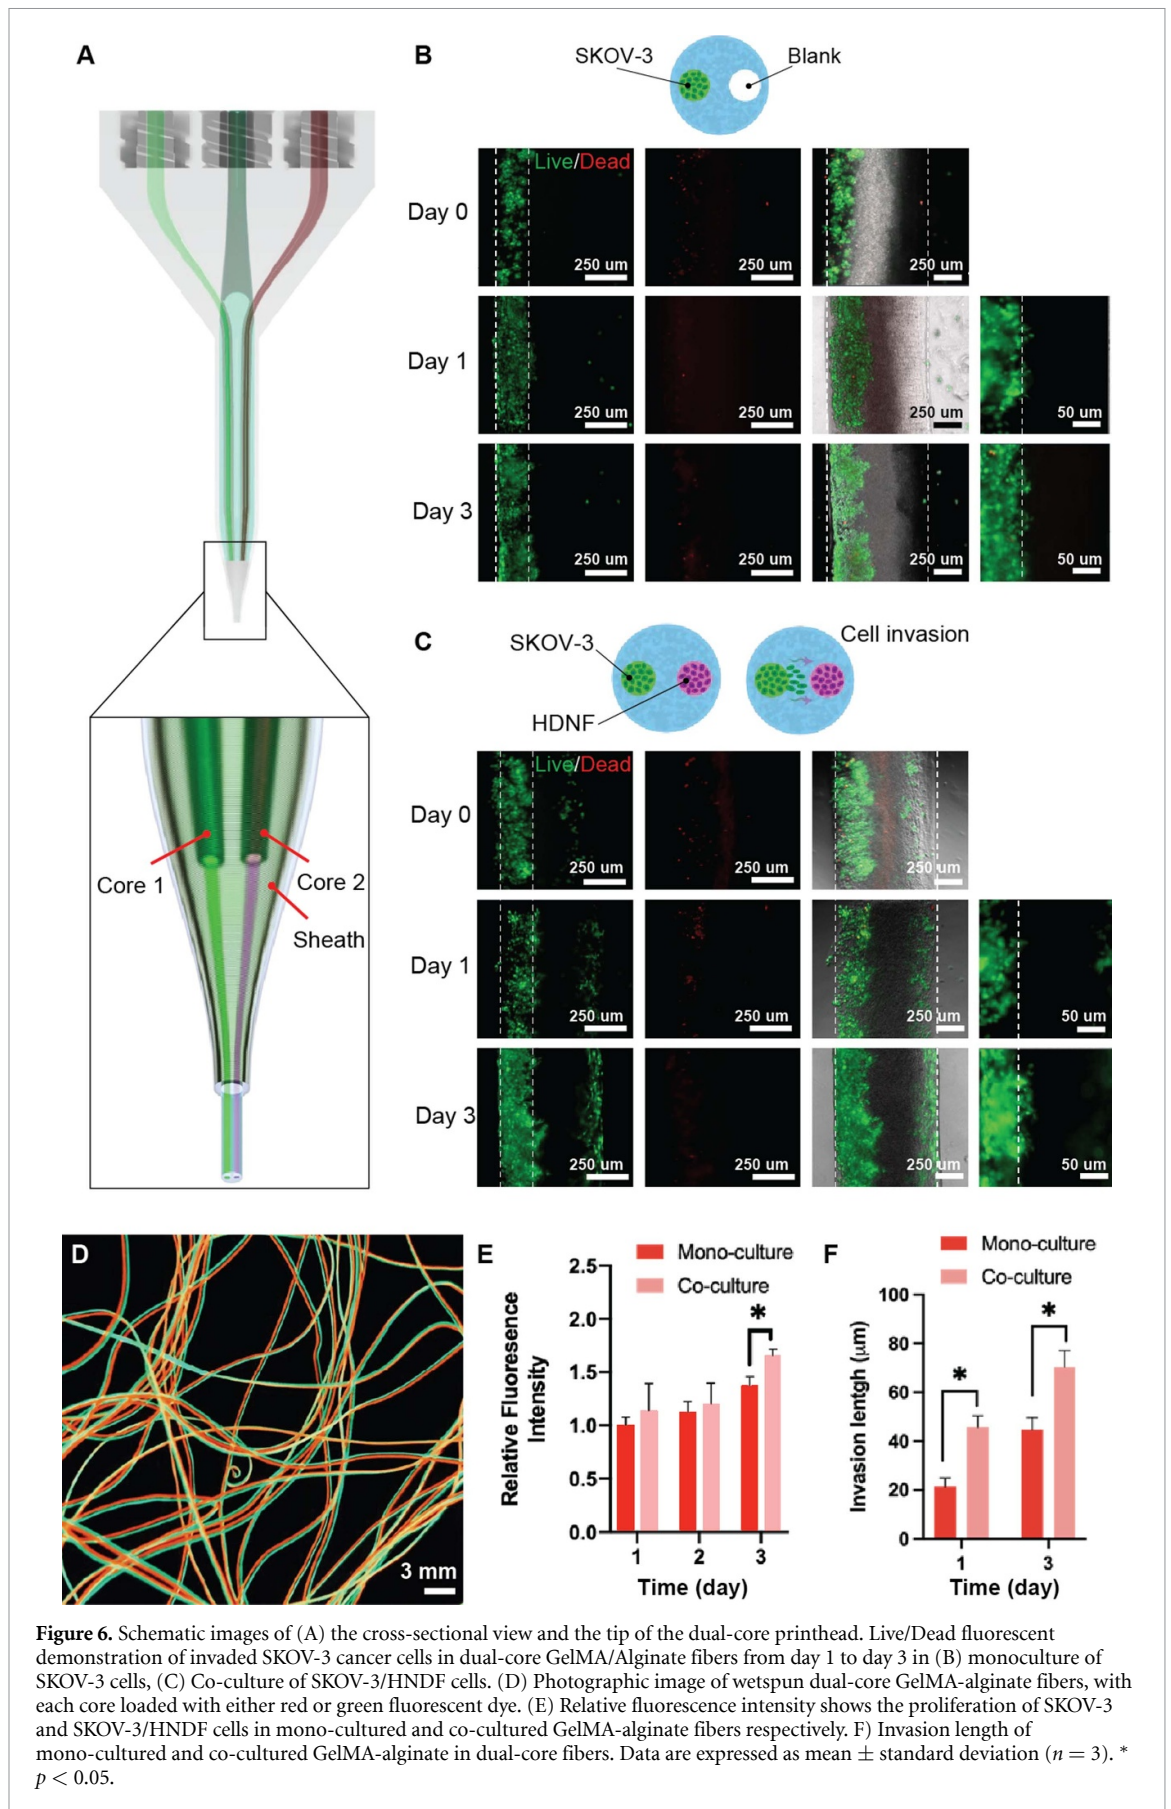 A
Core 1
Core 2
Sheath
B
SKOV-3
Blank
Live/Dead
Day 0
250 um
250 um
250 um
Day 1
250 um
250 um
250 um
50 um
Day 3
250 um
250 um
250 um
50 um
C
SKOV-3
HDNF
Cell invasion
Live/Dead
Day 0
250 um
250 um
250 um
Day 1
250 um
250 um
250 um
50 um
Day 3
250 um
250 um
250 um
50 um
D
3 mm
E
Mono-culture
Co-culture
Relative Fluoresence
Intensity
2.5
2.0
1.5
1.0
0.5
0.0
*
1 2 3
Time (day)
F
Mono-culture
Co-culture
Invasion lentgh (μm)
100
80
60
40
20
0
*
*
1 3
Time (day)
Figure 6. Schematic images of (A) the cross-sectional view and the tip of the dual-core printhead. Live/Dead fluorescent
demonstration of invaded SKOV-3 cancer cells in dual-core GelMA/Alginate fibers from day 1 to day 3 in (B) monoculture of
SKOV-3 cells, (C) Co-culture of SKOV-3/HNDF cells. (D) Photographic image of wetspun dual-core GelMA-alginate fibers, with
each core loaded with either red or green fluorescent dye. (E) Relative fluorescence intensity shows the proliferation of SKOV-3
and SKOV-3/HNDF cells in mono-cultured and co-cultured GelMA-alginate fibers respectively. F) Invasion length of
mono-cultured and co-cultured GelMA-alginate in dual-core fibers. Data are expressed as mean ± standard deviation (n = 3). *
p < 0.05.